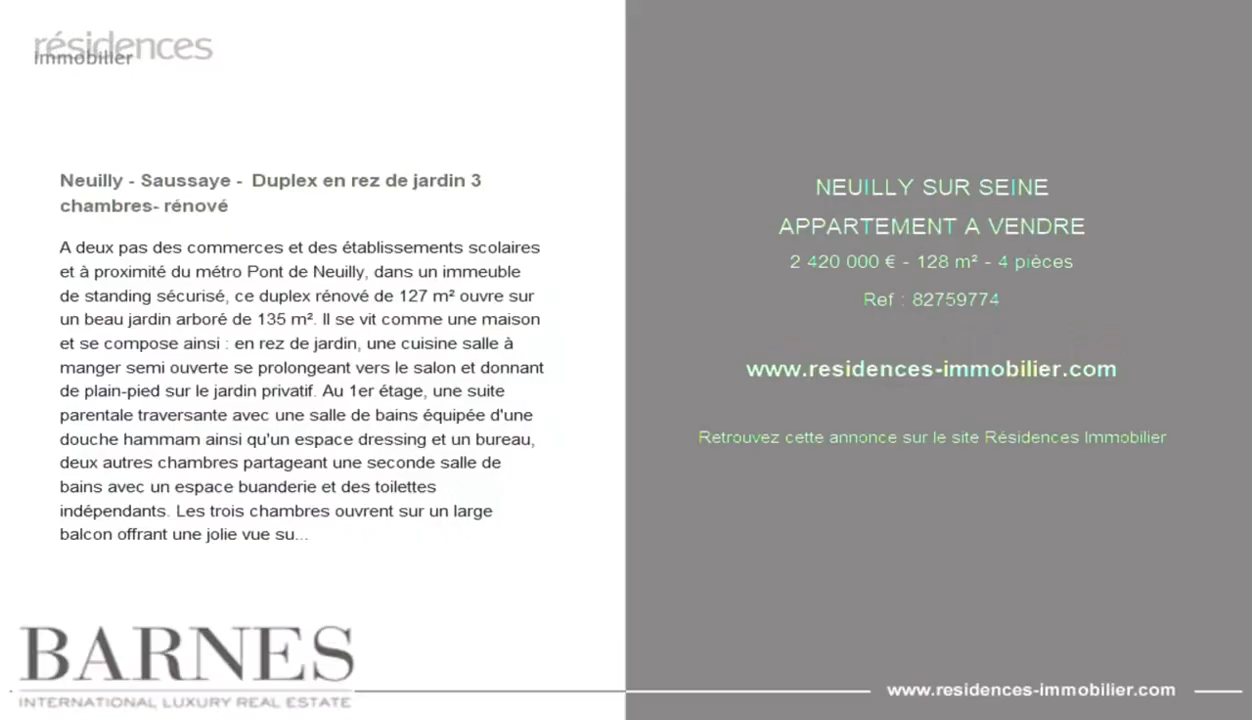 résidences
immobilier
Neuilly - Saussaye - Duplex en rez de jardin 3
chambres- rénové
A deux pas des commerces et des établissements scolaires
et à proximité du métro Pont de Neuilly, dans un immeuble
de standing sécurisé, ce duplex rénové de 127 m² ouvre sur
un beau jardin arboré de 135 m². Il se vit comme une maison
et se compose ainsi : en rez de jardin, une cuisine salle à
manger semi ouverte se prolongeant vers le salon et donnant
de plain-pied sur le jardin privatif. Au 1er étage, une suite
parentale traversante avec une salle de bains équipée d'une
douche hammam ainsi qu'un espace dressing et un bureau,
deux autres chambres partageant une seconde salle de
bains avec un espace buanderie et des toilettes
indépendants. Les trois chambres ouvrent sur un large
balcon offrant une jolie vue su...
BARNES
INTERNATIONAL LUXURY REAL ESTATE
NEUILLY SUR SEINE
APPARTEMENT A VENDRE
2 420 000 € - 128 m² - 4 pièces
Ref : 82759774
www.residences-immobilier.com
Retrouvez cette annonce sur le site Résidences Immobilier
www.residences-immobilier.com